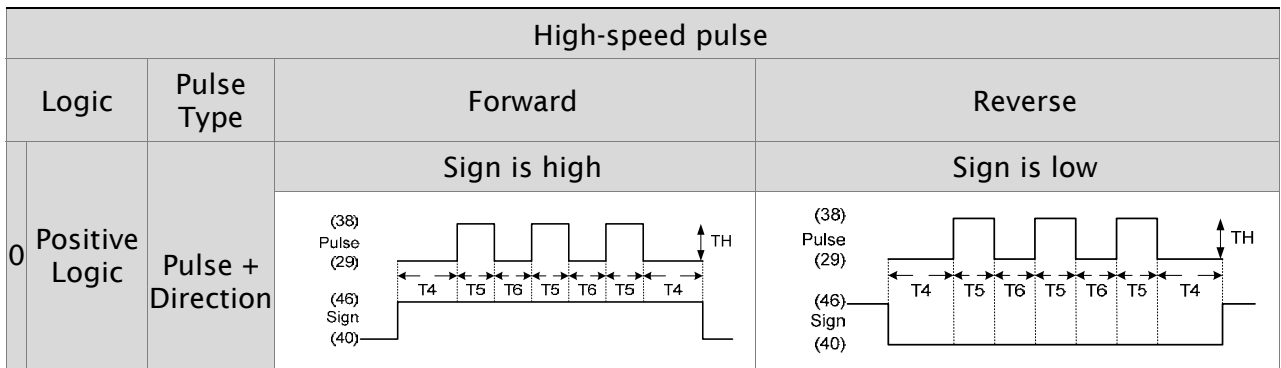 High-speed pulse
Logic
Pulse
Type
Forward
Reverse
0
Positive
Logic
Pulse +
Direction
Sign is high
Sign is low
(38)
Pulse
(29)
TH
T4 T5 T6 T5 T6 T5 T4
(46)
Sign
(40)
(38)
Pulse
(29)
TH
T4 T5 T6 T5 T6 T5 T4
(46)
Sign
(40)